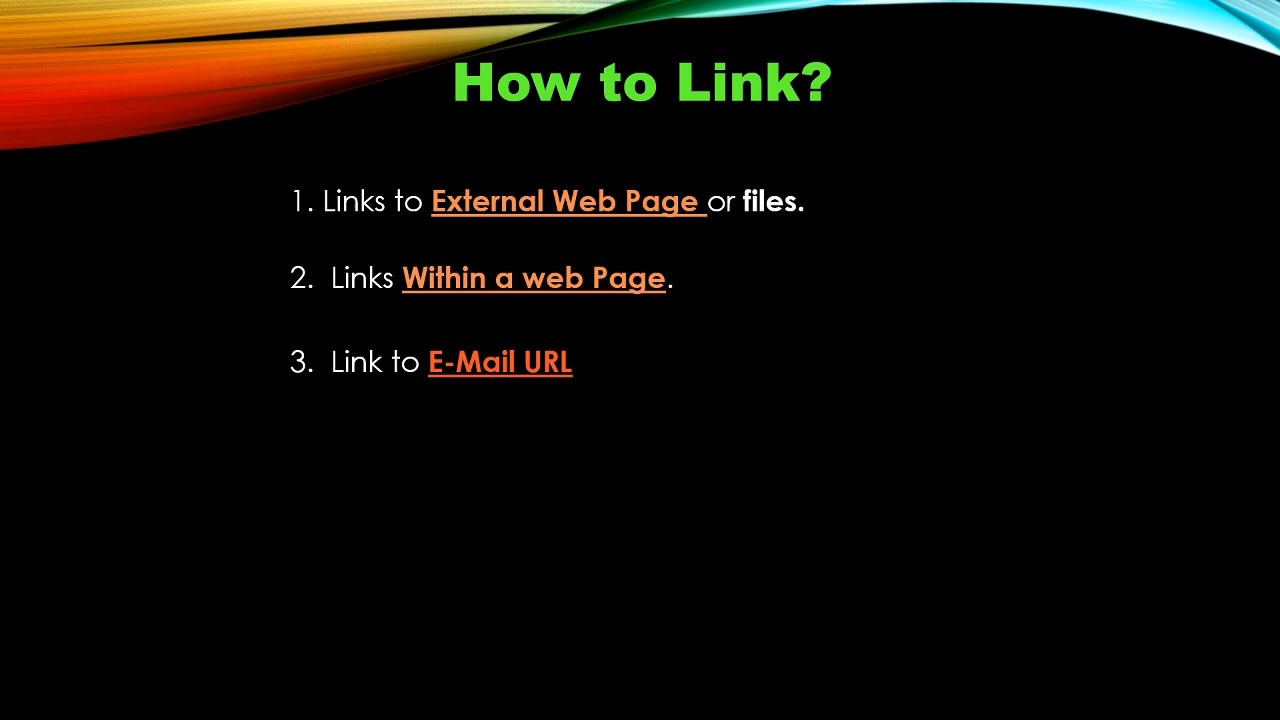 How to Link?
1. Links to External Web Page or files.
2. Links Within a web Page.
3. Link to E-Mail URL